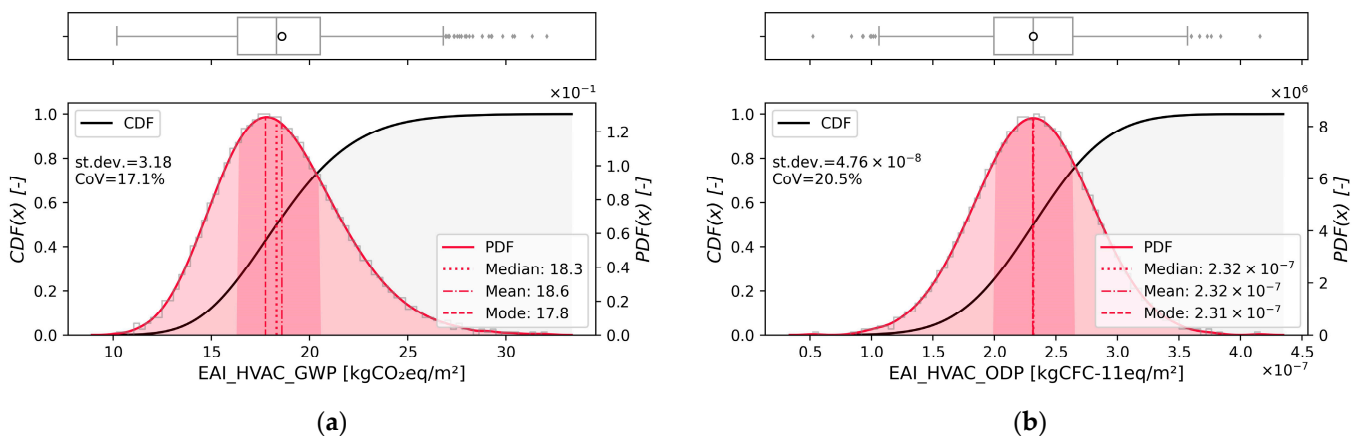 ×10⁻¹
1.0
CDF
st.dev.=3.18
CoV=17.1%
0.8
0.6
0.4
0.2
0.0
CDF(x) [-]
1.2
1.0
0.8
0.6
0.4
0.2
0.0
PDF(x) [-]
PDF
Median: 18.3
Mean: 18.6
Mode: 17.8
10 15 20 25 30
EAI_HVAC_GWP [kgCO₂eq/m²]
(a)
×10⁶
1.0
CDF
st.dev.=4.76 × 10⁻⁸
CoV=20.5%
0.8
0.6
0.4
0.2
0.0
CDF(x) [-]
8
6
4
2
0
PDF(x) [-]
PDF
Median: 2.32 × 10⁻⁷
Mean: 2.32 × 10⁻⁷
Mode: 2.31 × 10⁻⁷
0.5 1.0 1.5 2.0 2.5 3.0 3.5 4.0 4.5
×10⁻⁷
EAI_HVAC_ODP [kgCFC-11eq/m²]
(b)